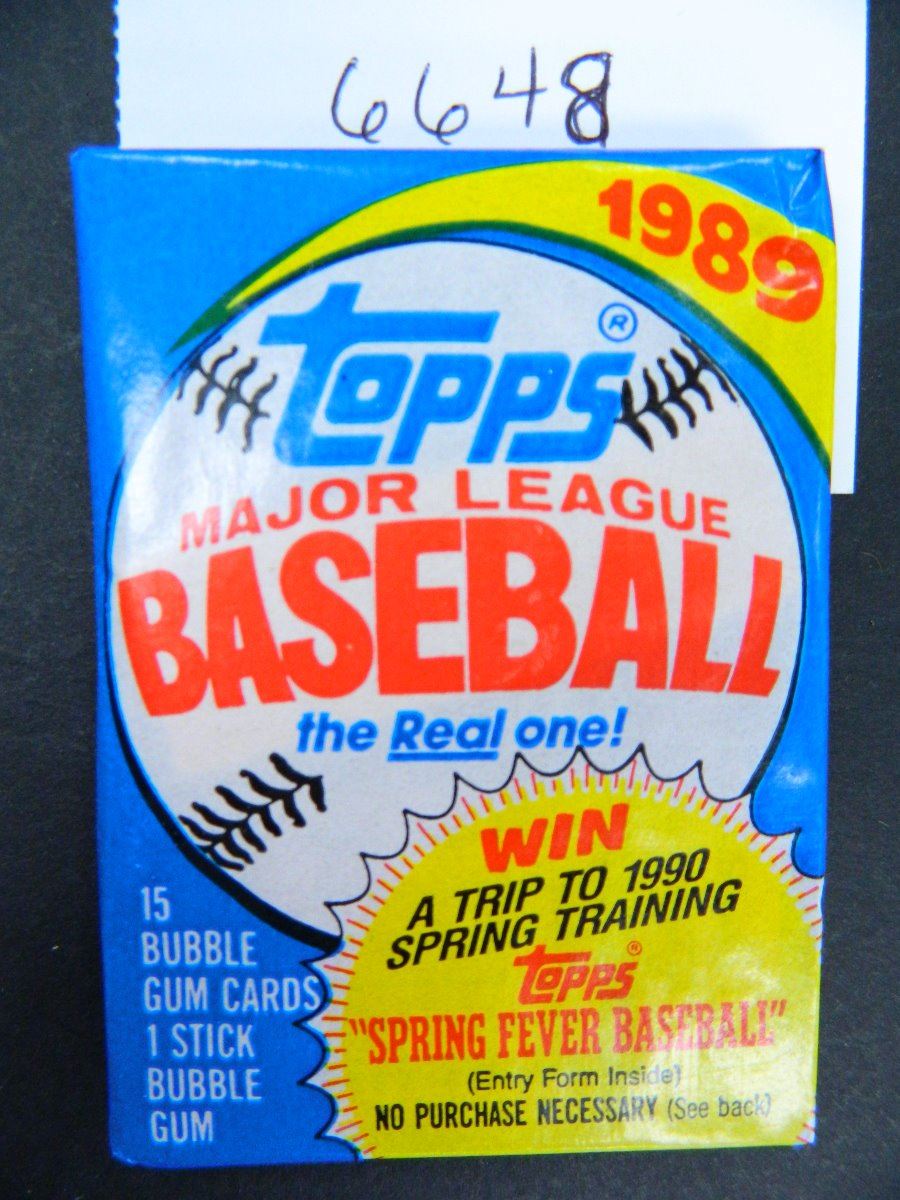 6648
1989
Topps®
MAJOR LEAGUE
BASEBALL
the Real one!
WIN
A TRIP TO 1990
SPRING TRAINING
Topps®
"SPRING FEVER BASEBALL"
(Entry Form Inside)
NO PURCHASE NECESSARY (See back)
15
BUBBLE
GUM CARDS
1 STICK
BUBBLE
GUM